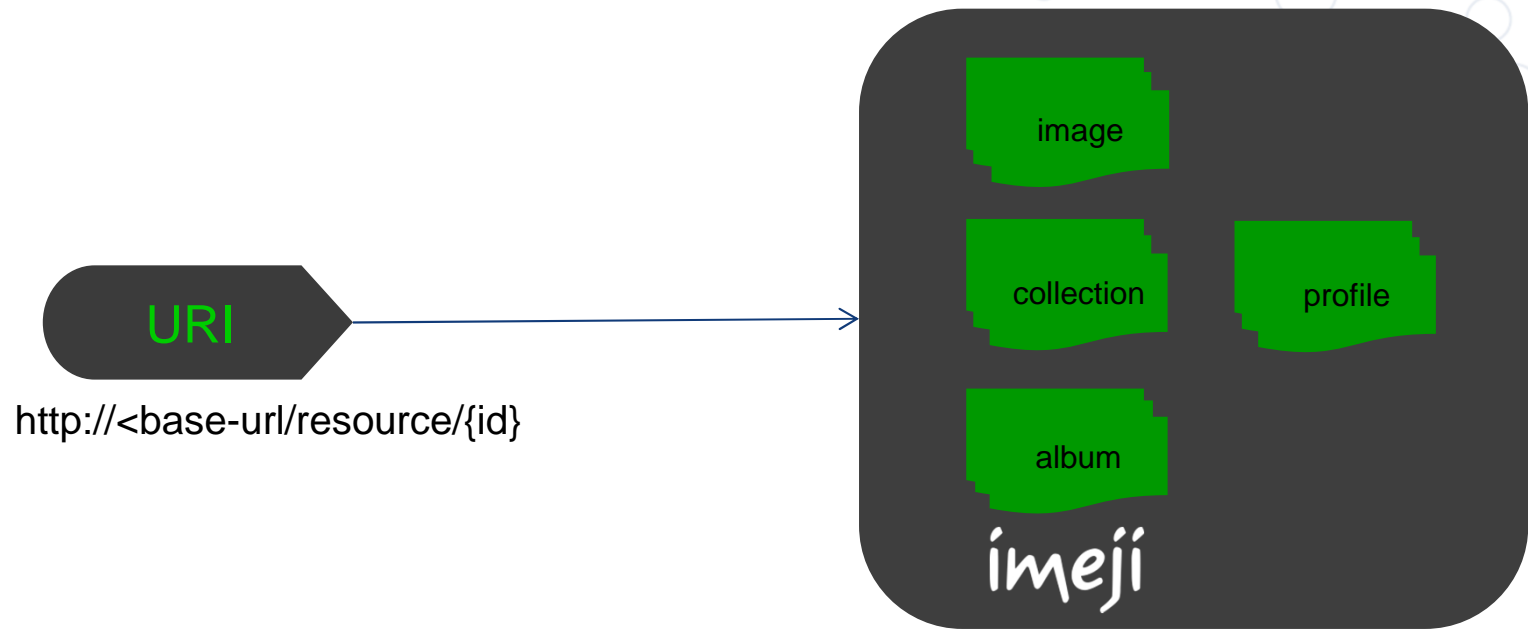 URI
http://<base-url/resource/{id}
image
collection
profile
album
imeji